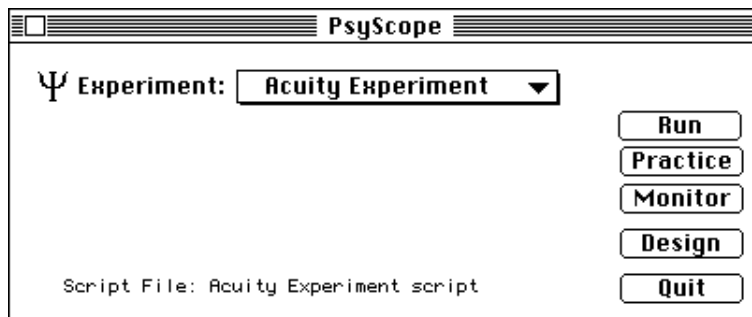 PsyScope
Ψ Experiment: Acuity Experiment
Run
Practice
Monitor
Design
Script File: Acuity Experiment script
Quit